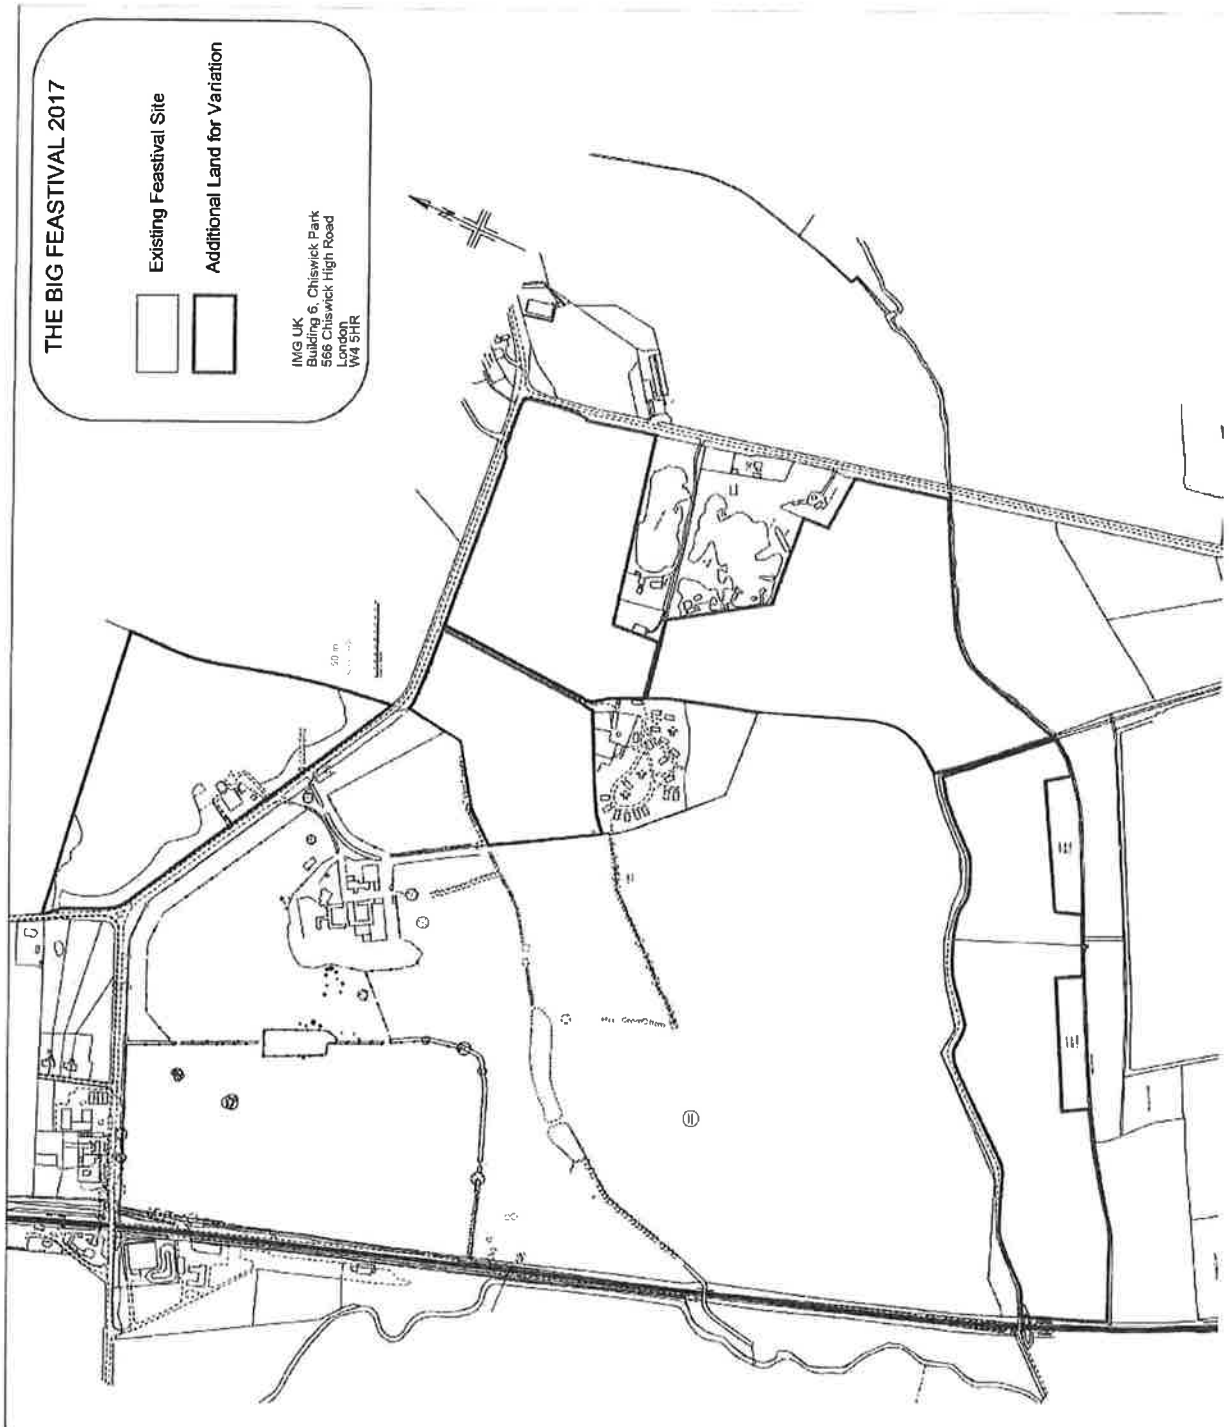 THE BIG FEASTIVAL 2017
Existing Feastival Site
Additional Land for Variation
IMG UK
Building 6, Chiswick Park
566 Chiswick High Road
London
W4 5HR
N
50 m